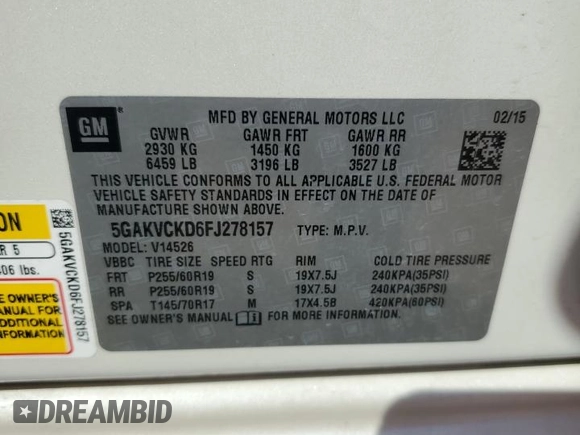 GM
®
MFD BY GENERAL MOTORS LLC 02/15
GVWR GAWR FRT GAWR RR
2930 KG 1450 KG 1600 KG
6459 LB 3196 LB 3527 LB
THIS VEHICLE CONFORMS TO ALL APPLICABLE U.S. FEDERAL MOTOR
VEHICLE SAFETY STANDARDS IN EFFECT ON THE DATE OF
MANUFACTURE SHOWN ABOVE.
5GAKVCKD6FJ278157 TYPE: M.P.V.
MODEL: V14526
VBBC TIRE SIZE SPEED RTG RIM COLD TIRE PRESSURE
FRT P255/60R19 S 19X7.5J 240KPA(35PSI)
RR P255/60R19 S 19X7.5J 240KPA(35PSI)
SPA T145/70R17 M 17X4.5B 420KPA(60PSI)
SEE OWNER'S MANUAL FOR MORE INFORMATION.
ON
R 5
06 lbs.
EE OWNER'S
MANUAL FOR
ADDITIONAL
INFORMATION
5GAKVCKD6FJ278157
DREAMBID